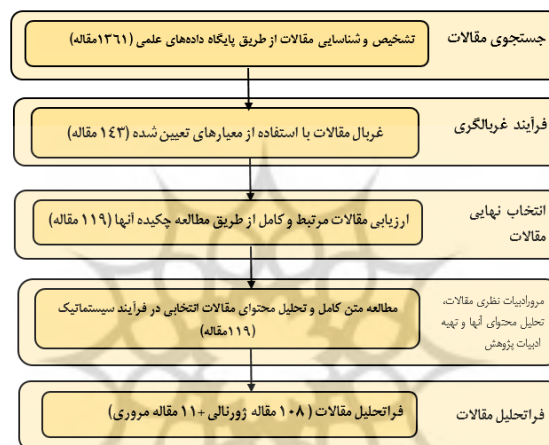 جستجوی مقالات
تشخیص و شناسایی مقالات از طریق پایگاه داده‌های علمی (۱۳۶۱مقاله)
فرآیند غربالگری
غربال مقالات با استفاده از معیارهای تعیین شده (۱۴۳ مقاله)
انتخاب نهایی
مقالات
ارزیابی مقالات مرتبط و کامل از طریق مطالعه چکیده آنها (۱۱۹ مقاله)
مرورادبیات نظری مقالات،
تحلیل محتوای آنها و تهیه
ادبیات پژوهش
مطالعه متن کامل و تحلیل محتوای مقالات انتخابی در فرآیند سیستماتیک
(۱۱۹مقاله)
فراتحلیل مقالات
فراتحلیل مقالات ( ۱۰۸ مقاله ژورنالی +۱۱ مقاله مروری)